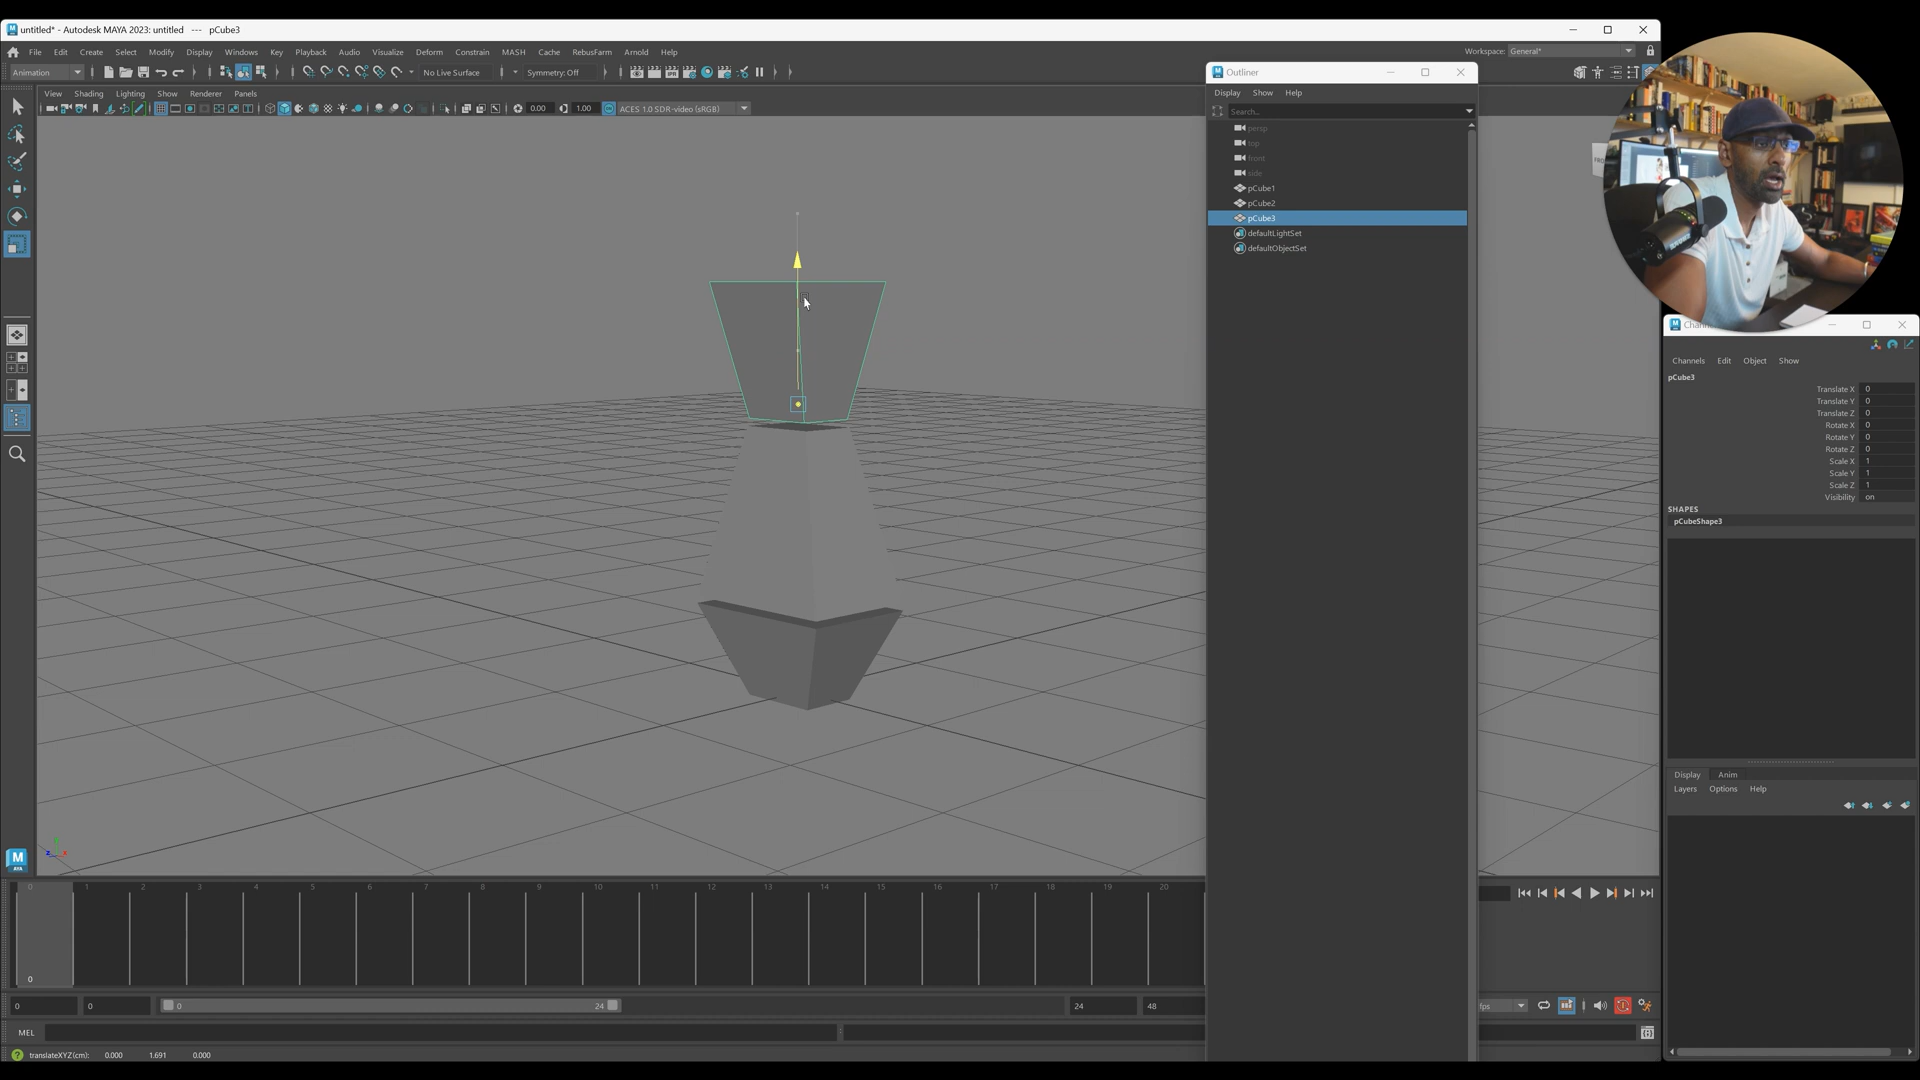 untitled* - Autodesk MAYA 2023: untitled --- pCube3
File Edit Create Select Modify Display Windows Key Playback Audio Visualize Deform Constrain MASH Cache RebusFarm Arnold Help
Workspace: General*
Animation
No Live Surface
Symmetry: Off
View Shading Lighting Show Renderer Panels
0.00
1.00
ACES 1.0 SDR-video (sRGB)
Outliner
Display Show Help
Search...
persp
top
front
side
pCube1
pCube2
pCube3
defaultLightSet
defaultObjectSet
Channels Edit Object Show
pCube3
Translate X 0
Translate Y 0
Translate Z 0
Rotate X 0
Rotate Y 0
Rotate Z 0
Scale X 1
Scale Y 1
Scale Z 1
Visibility on
SHAPES
pCubeShape3
Display Anim
Layers Options Help
0 1 2 3 4 5 6 7 8 9 10 11 12 13 14 15 16 17 18 19 20
0
0 0 0 24 24 48
fps
MEL
translateXYZ(cm): 0.000 1.691 0.000
MAYA